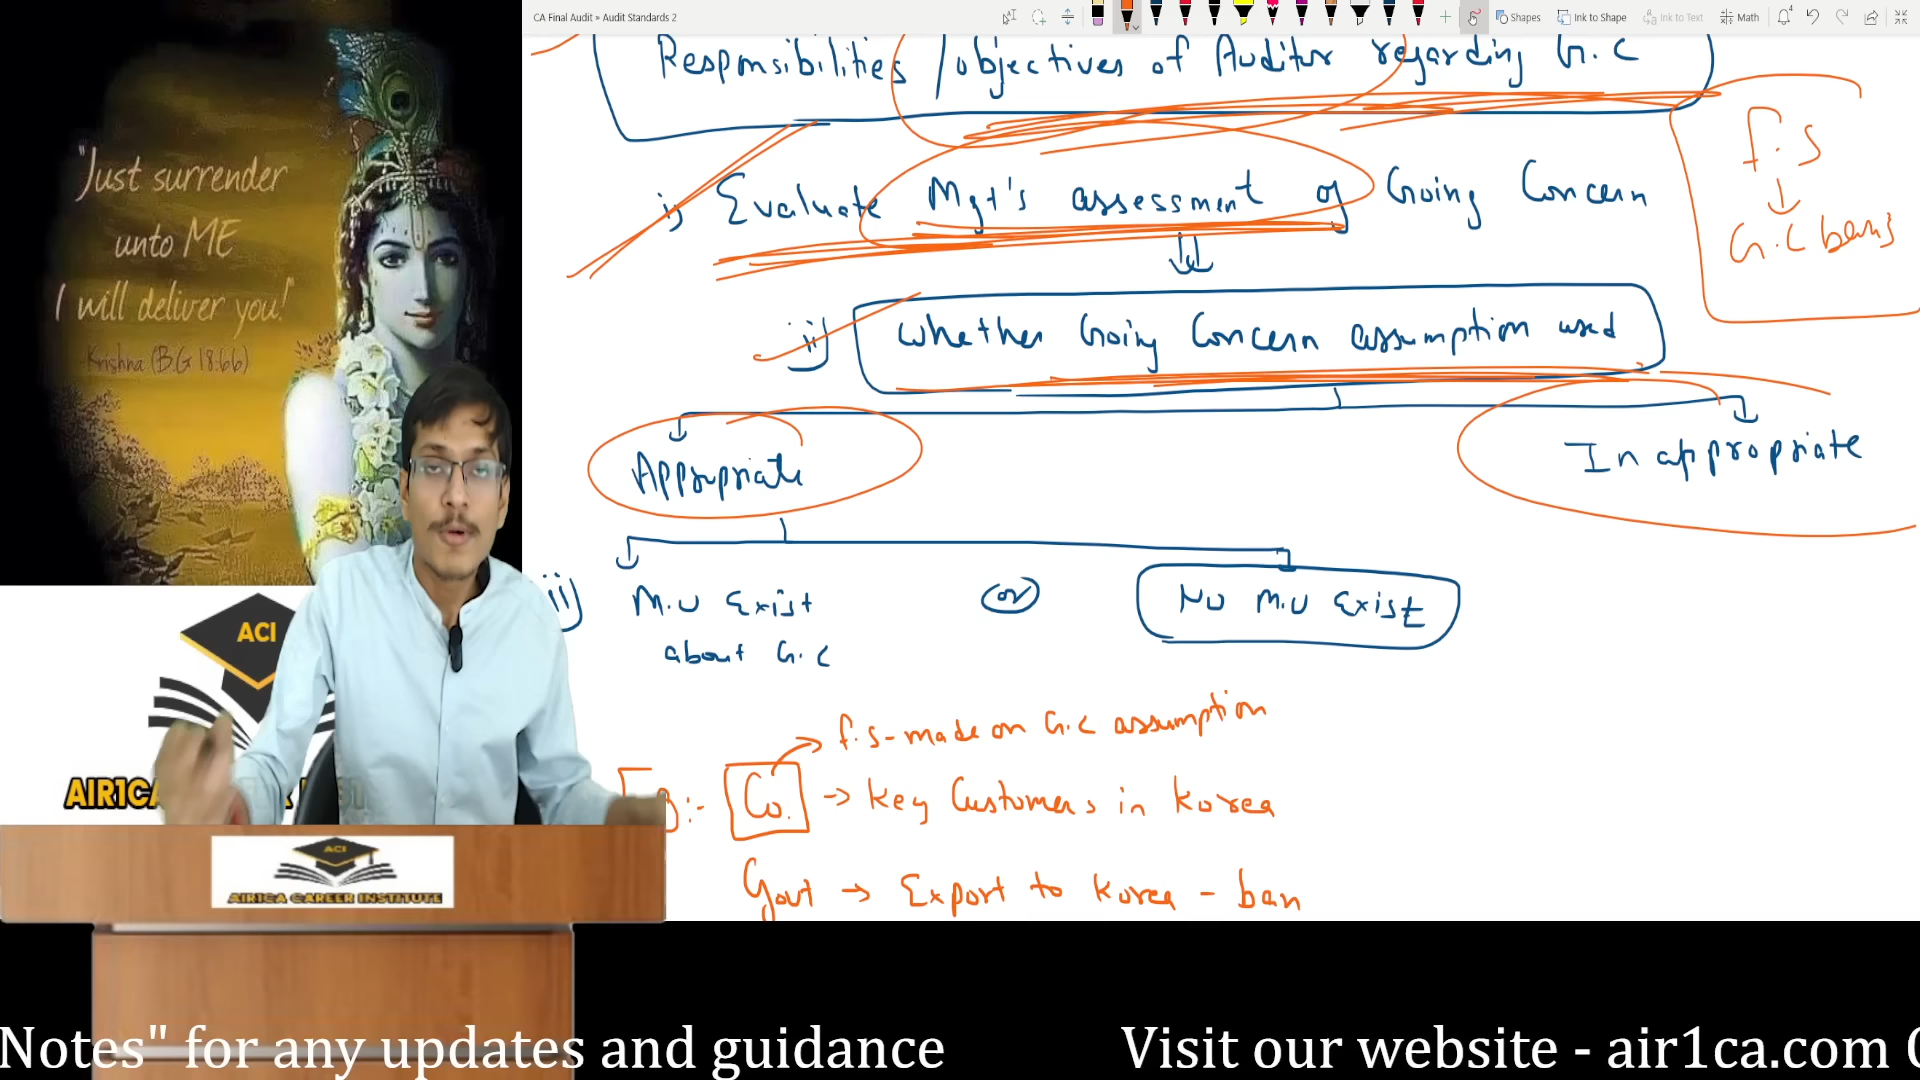 CA Final Audit » Audit Standards 2
Shapes
Ink to Shape
Ink to Text
Math
Responsibilities /objectives of Auditor regarding G.C
f.S
G.C basis
"Just surrender
unto ME
I will deliver you!"
-Krishna (B.G 18:66)
i) Evaluate Mgt's assessment of Going Concern
ii) Whether Going Concern assumption used
Appropriate
Inappropriate
M.U Exist
about G.C
or
No M.U Exist
f.s-made on G.C assumption
Co. → Key Customers in Korea
Govt → Export to Korea - ban
ACI
AIR1CA
ACI
AIR1CA CAREER INSTITUTE
Notes" for any updates and guidance
Visit our website - air1ca.com